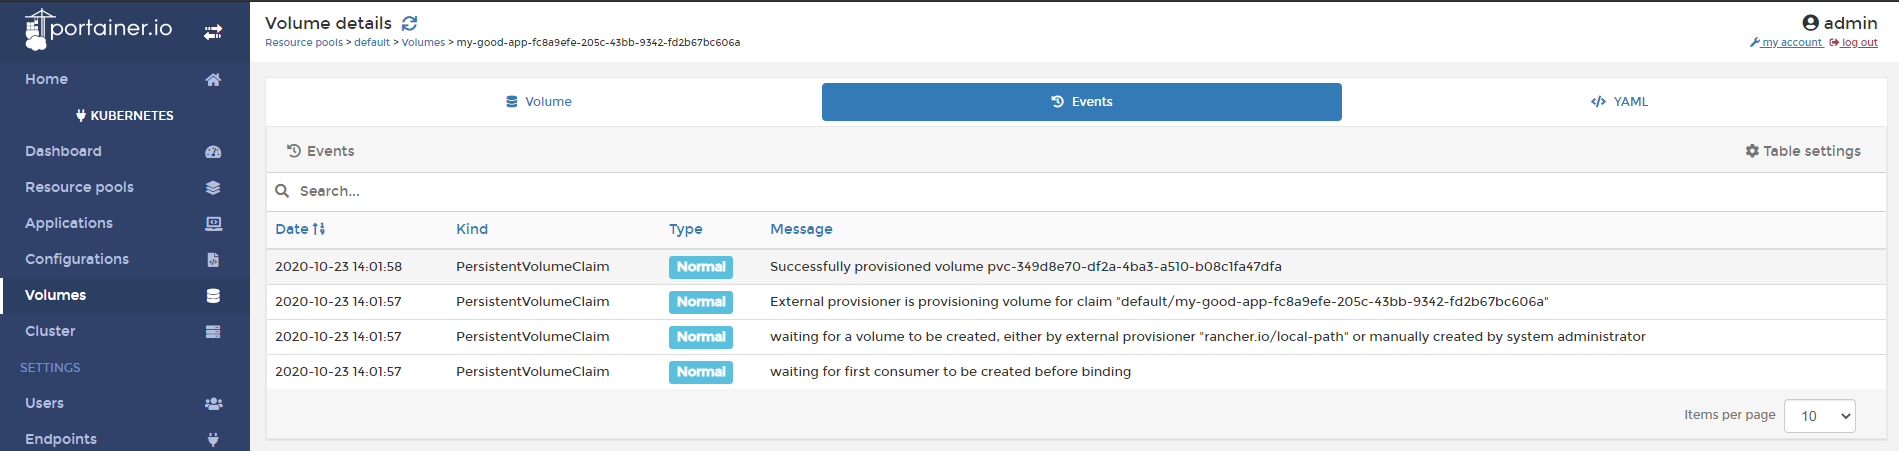 portainer.io
Home
KUBERNETES
Dashboard
Resource pools
Applications
Configurations
Volumes
Cluster
SETTINGS
Users
Endpoints
Volume details
Resource pools > default > Volumes > my-good-app-fc8a9efe-205c-43bb-9342-fd2b67bc606a
admin
my account log out
Volume Events YAML
Events Table settings
Search...
Date Kind Type Message
2020-10-23 14:01:58 PersistentVolumeClaim Normal Successfully provisioned volume pvc-349d8e70-df2a-4ba3-a510-b08c1fa47dfa
2020-10-23 14:01:57 PersistentVolumeClaim Normal External provisioner is provisioning volume for claim "default/my-good-app-fc8a9efe-205c-43bb-9342-fd2b67bc606a"
2020-10-23 14:01:57 PersistentVolumeClaim Normal waiting for a volume to be created, either by external provisioner "rancher.io/local-path" or manually created by system administrator
2020-10-23 14:01:57 PersistentVolumeClaim Normal waiting for first consumer to be created before binding
Items per page 10